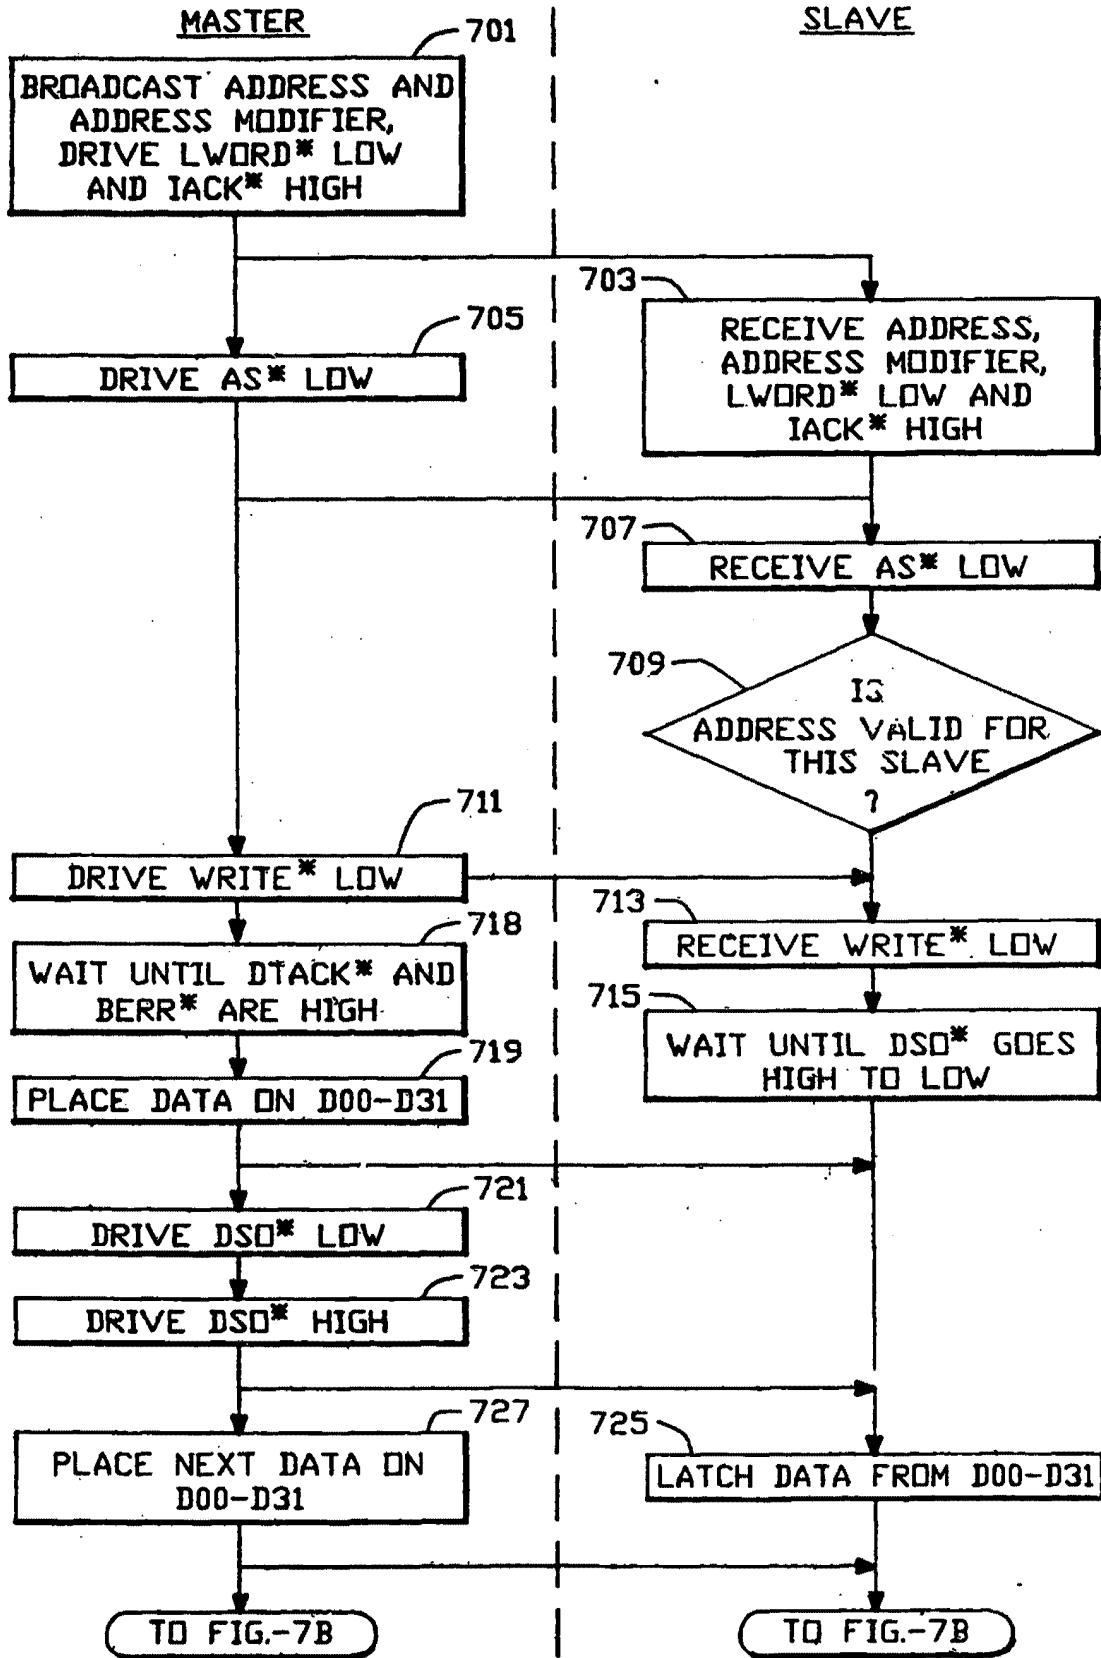 MASTER
SLAVE
701
BROADCAST ADDRESS AND
ADDRESS MODIFIER,
DRIVE LWORD* LOW
AND IACK* HIGH
703
RECEIVE ADDRESS,
ADDRESS MODIFIER,
LWORD* LOW AND
IACK* HIGH
705
DRIVE AS* LOW
707
RECEIVE AS* LOW
709
IS
ADDRESS VALID FOR
THIS SLAVE
?
711
DRIVE WRITE* LOW
713
RECEIVE WRITE* LOW
718
WAIT UNTIL DTACK* AND
BERR* ARE HIGH
715
WAIT UNTIL DSO* GOES
HIGH TO LOW
719
PLACE DATA ON D00-D31
721
DRIVE DSO* LOW
723
DRIVE DSO* HIGH
727
PLACE NEXT DATA ON
D00-D31
725
LATCH DATA FROM D00-D31
TO FIG.-7B
TO FIG.-7B